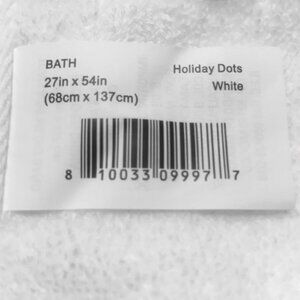 BATH
27in x 54in
(68cm x 137cm)
Holiday Dots
White
8 10033 09997 7